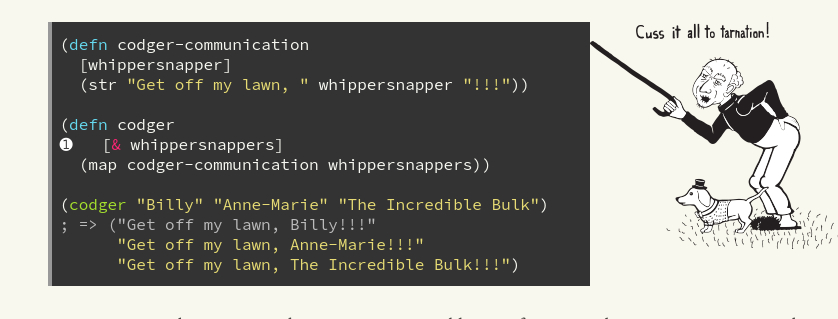 Cuss it all to tarnation!
(defn codger-communication
  [whippersnapper]
  (str "Get off my lawn, " whippersnapper "!!!"))
(defn codger
❶   [& whippersnappers]
  (map codger-communication whippersnappers))
(codger "Billy" "Anne-Marie" "The Incredible Bulk")
; => ("Get off my lawn, Billy!!!"
      "Get off my lawn, Anne-Marie!!!"
      "Get off my lawn, The Incredible Bulk!!!")